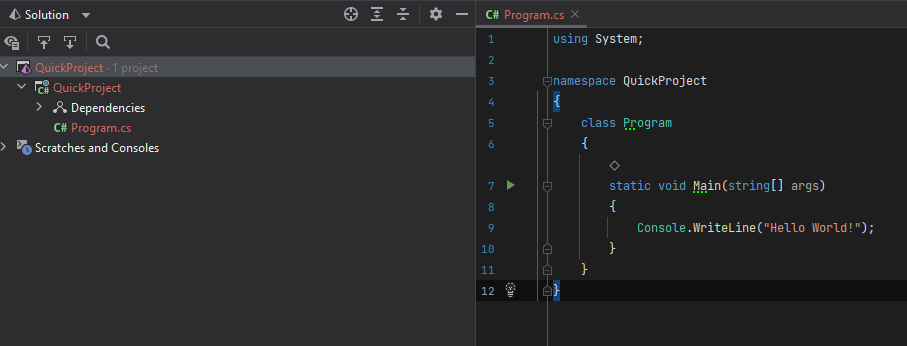 Solution
QuickProject · 1 project
QuickProject
Dependencies
C# Program.cs
Scratches and Consoles
C# Program.cs
1 using System;
2
3 namespace QuickProject
4 {
5 class Program
6 {
7 static void Main(string[] args)
8 {
9 Console.WriteLine("Hello World!");
10 }
11 }
12 }